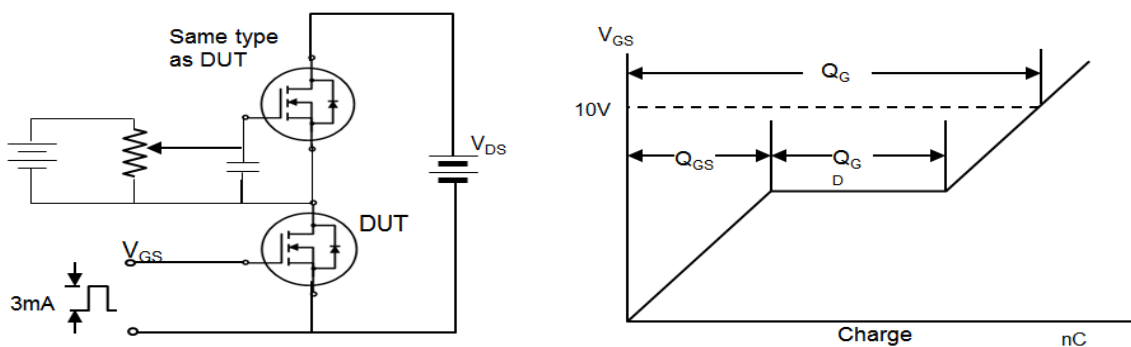 Same type
as DUT
V_DS
DUT
V_GS
3mA
V_GS
Q_G
10V
Q_GS
Q_G
D
Charge
nC